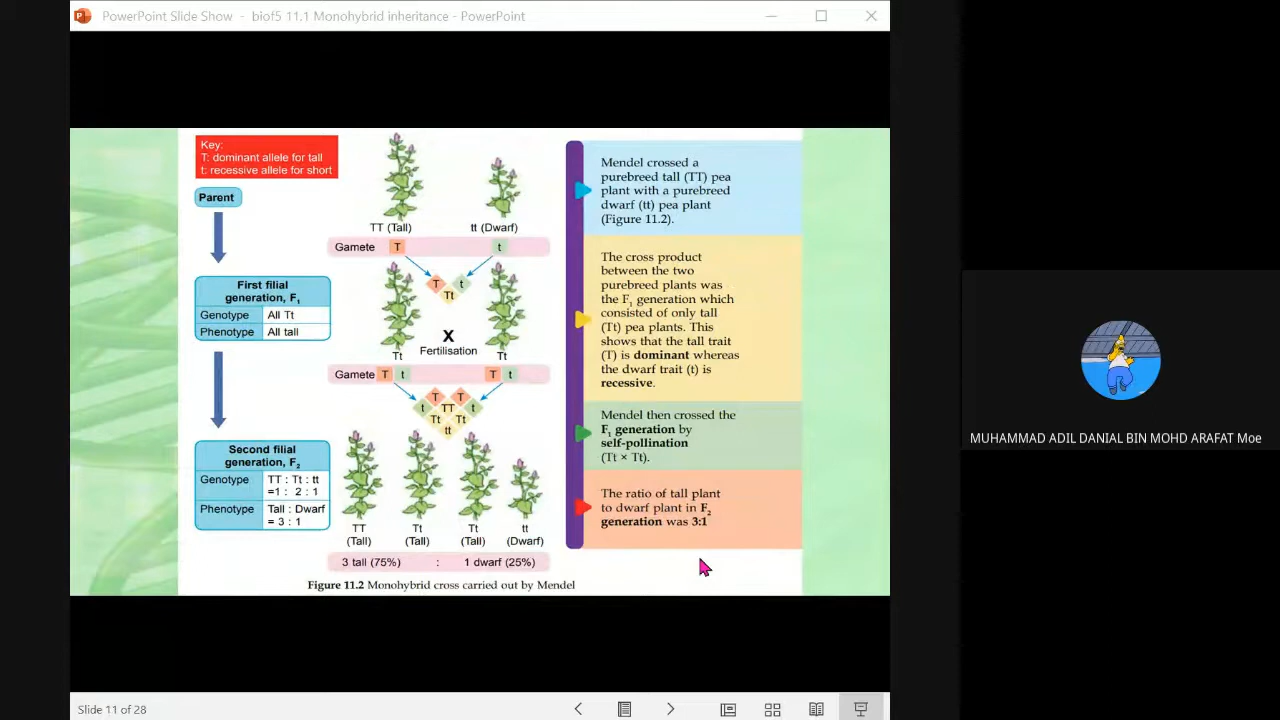 PowerPoint Slide Show - biof5 11.1 Monohybrid inheritance - PowerPoint
Key:
T: dominant allele for tall
t: recessive allele for short
Parent
TT (Tall)
tt (Dwarf)
Gamete T t
T t
Tt
First filial
generation, F₁
Genotype All Tt
Phenotype All tall
X
Fertilisation
Tt Tt
Gamete T t T t
T T
t TT t
Tt Tt
tt
Second filial
generation, F₂
Genotype TT : Tt : tt
=1 : 2 : 1
Phenotype Tall : Dwarf
= 3 : 1
TT Tt Tt tt
(Tall) (Tall) (Tall) (Dwarf)
3 tall (75%) : 1 dwarf (25%)
Figure 11.2 Monohybrid cross carried out by Mendel
Mendel crossed a
purebreed tall (TT) pea
plant with a purebreed
dwarf (tt) pea plant
(Figure 11.2).
The cross product
between the two
purebreed plants was
the F₁ generation which
consisted of only tall
(Tt) pea plants. This
shows that the tall trait
(T) is dominant whereas
the dwarf trait (t) is
recessive.
Mendel then crossed the
F₁ generation by
self-pollination
(Tt × Tt).
The ratio of tall plant
to dwarf plant in F₂
generation was 3:1
MUHAMMAD ADIL DANIAL BIN MOHD ARAFAT Moe
Slide 11 of 28